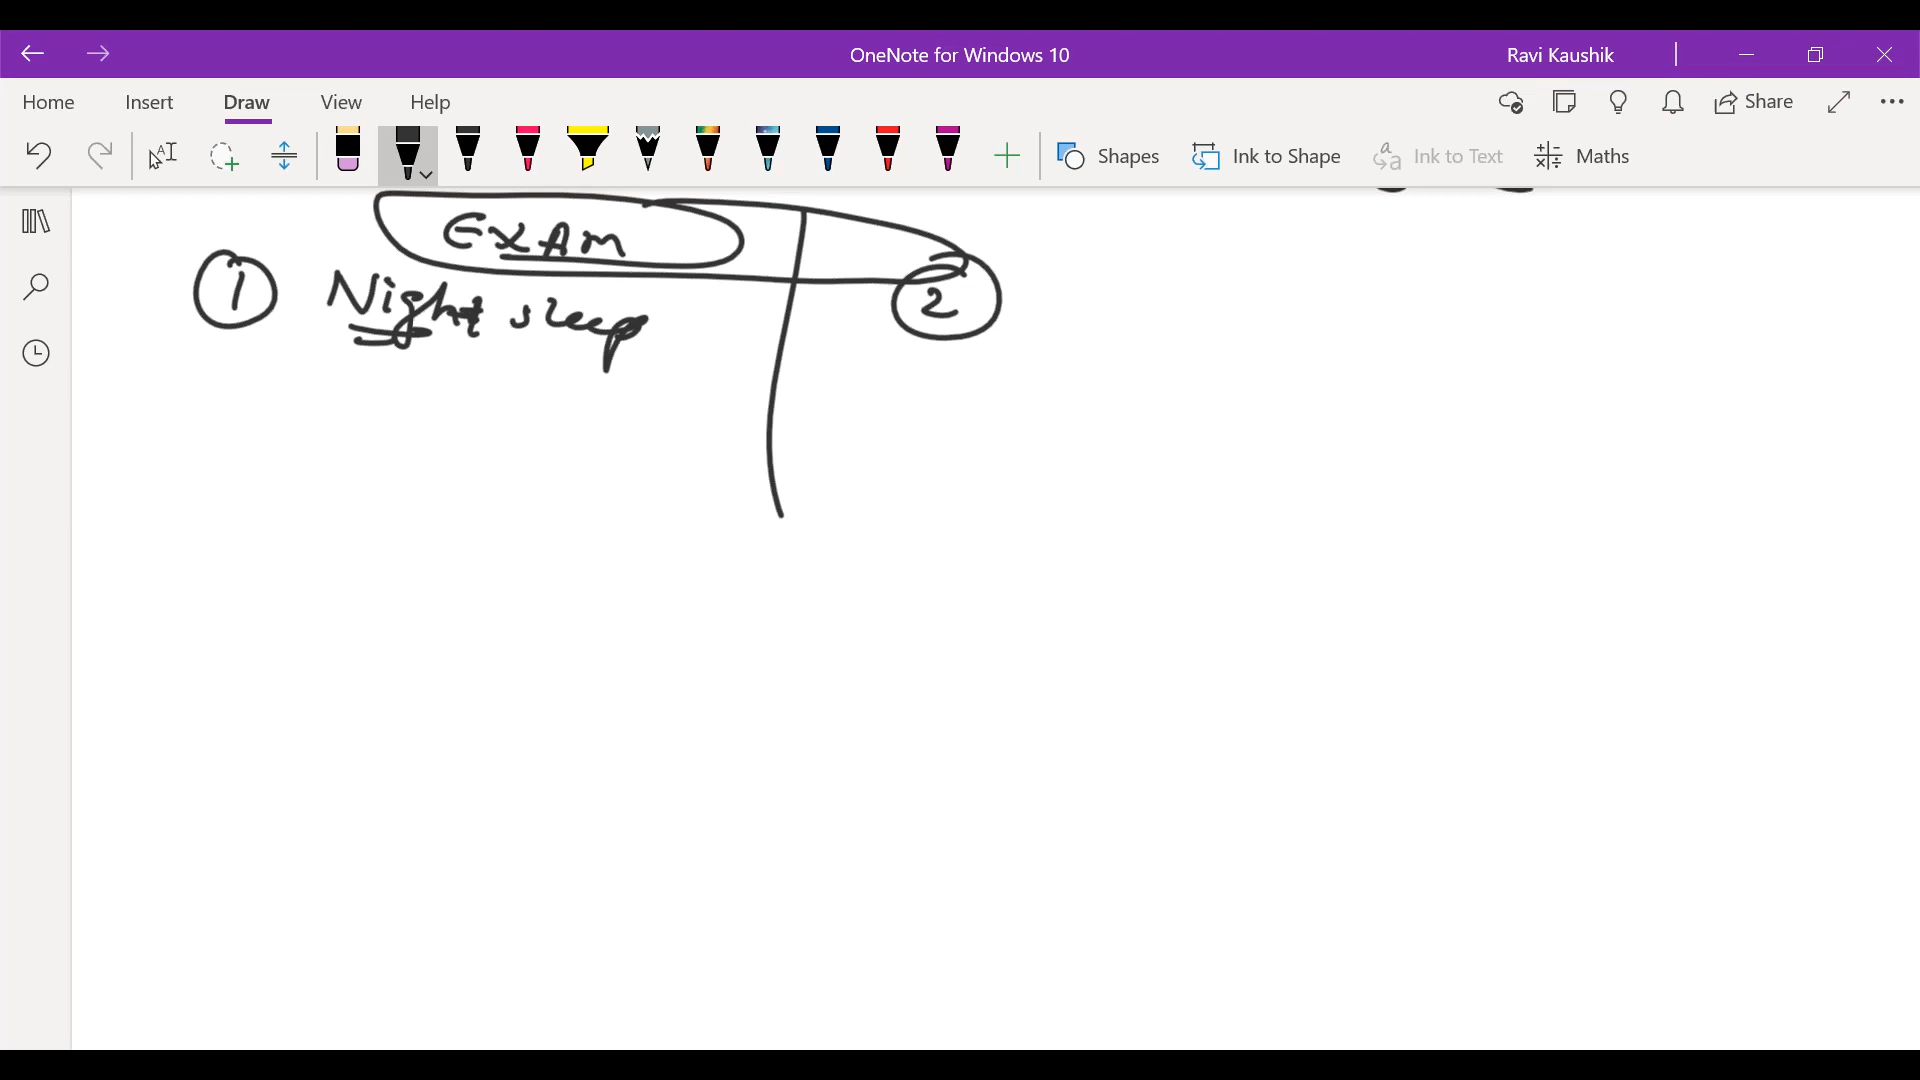 OneNote for Windows 10
Ravi Kaushik
Home Insert Draw View Help
Share
Shapes Ink to Shape Ink to Text Maths
EXAM
1 Night sleep
2